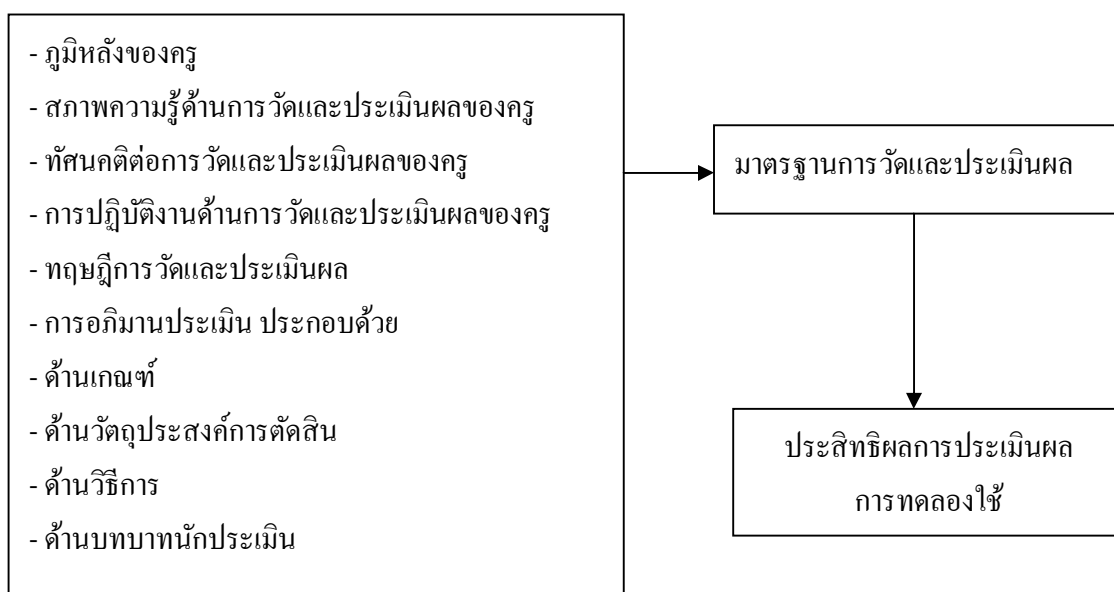 - ภูมิหลังของครู
- สภาพความรู้ด้านการวัดและประเมินผลของครู
- ทัศนคติต่อการวัดและประเมินผลของครู
- การปฏิบัติงานด้านการวัดและประเมินผลของครู
- ทฤษฎีการวัดและประเมินผล
- การอภิมานประเมิน ประกอบด้วย
- ด้านเกณฑ์
- ด้านวัตถุประสงค์การตัดสิน
- ด้านวิธีการ
- ด้านบทบาทนักประเมิน
มาตรฐานการวัดและประเมินผล
ประสิทธิผลการประเมินผล
การทดลองใช้